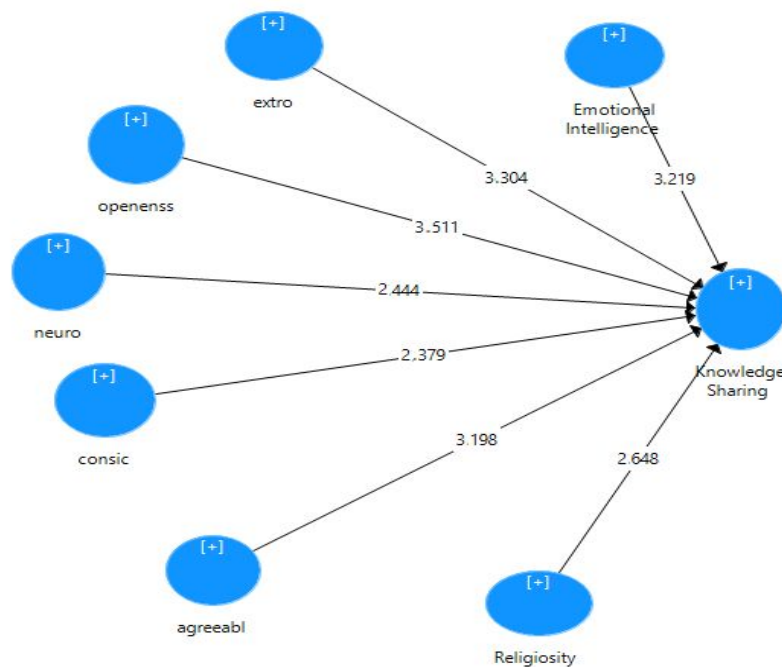 [+]
extro
[+]
Emotional
Intelligence
[+]
openenss
3.304
3.219
3.511
[+]
neuro
2.444
[+]
Knowledge
Sharing
2.379
[+]
consic
3.198
2.648
[+]
agreeabl
[+]
Religiosity